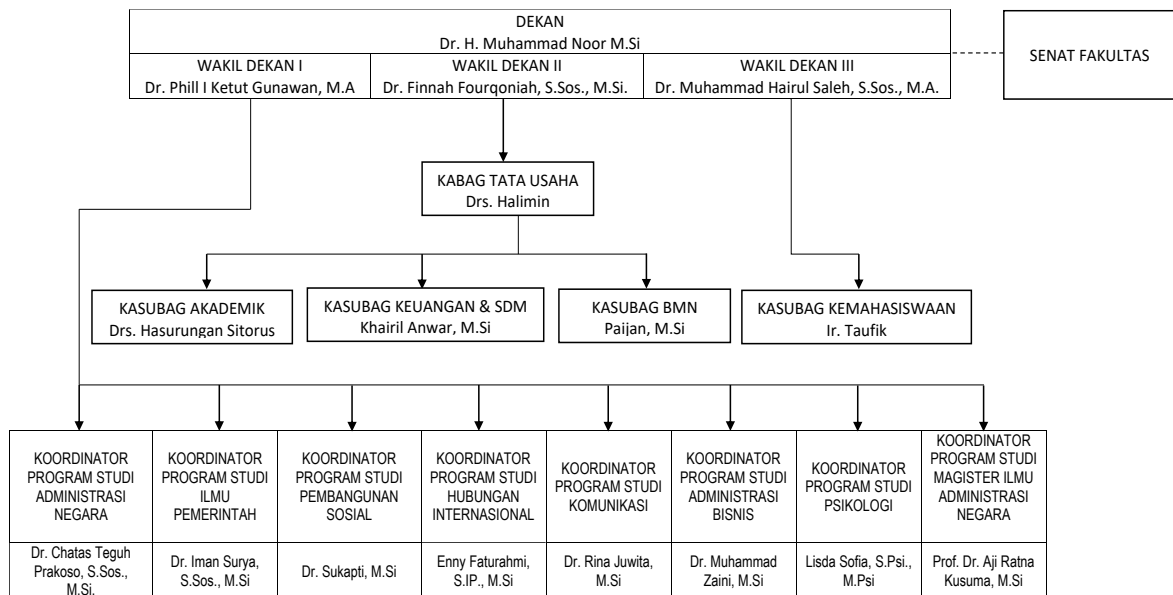 DEKAN
Dr. H. Muhammad Noor M.Si
SENAT FAKULTAS
WAKIL DEKAN I
Dr. Phill I Ketut Gunawan, M.A
WAKIL DEKAN II
Dr. Finnah Fourqoniah, S.Sos., M.Si.
WAKIL DEKAN III
Dr. Muhammad Hairul Saleh, S.Sos., M.A.
KABAG TATA USAHA
Drs. Halimin
KASUBAG AKADEMIK
Drs. Hasurungan Sitorus
KASUBAG KEUANGAN & SDM
Khairil Anwar, M.Si
KASUBAG BMN
Paijan, M.Si
KASUBAG KEMAHASISWAAN
Ir. Taufik
KOORDINATOR
PROGRAM STUDI
ADMINISTRASI
NEGARA
Dr. Chatas Teguh
Prakoso, S.Sos.,
M.Si.
KOORDINATOR
PROGRAM STUDI
ILMU
PEMERINTAH
Dr. Iman Surya,
S.Sos., M.Si
KOORDINATOR
PROGRAM STUDI
PEMBANGUNAN
SOSIAL
Dr. Sukapti, M.Si
KOORDINATOR
PROGRAM STUDI
HUBUNGAN
INTERNASIONAL
Enny Faturahmi,
S.IP., M.Si
KOORDINATOR
PROGRAM STUDI
KOMUNIKASI
Dr. Rina Juwita,
M.Si
KOORDINATOR
PROGRAM STUDI
ADMINISTRASI
BISNIS
Dr. Muhammad
Zaini, M.Si
KOORDINATOR
PROGRAM STUDI
PSIKOLOGI
Lisda Sofia, S.Psi.,
M.Psi
KOORDINATOR
PROGRAM STUDI
MAGISTER ILMU
ADMINISTRASI
NEGARA
Prof. Dr. Aji Ratna
Kusuma, M.Si